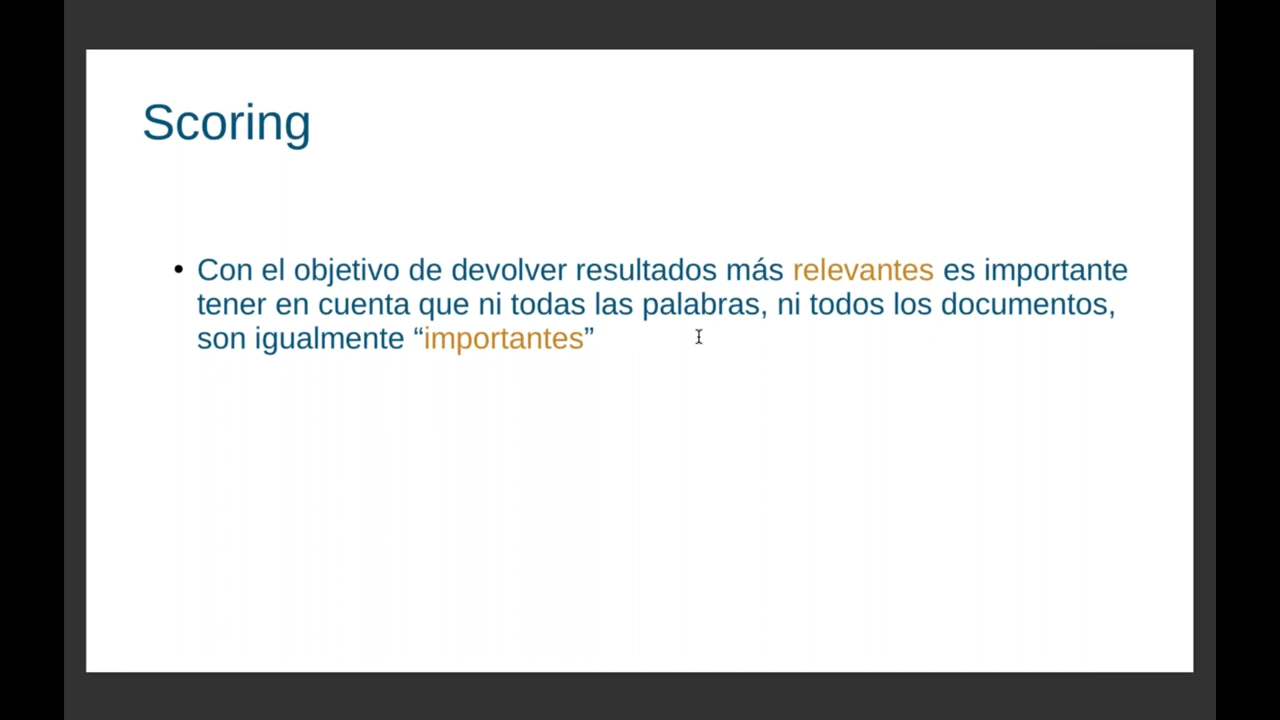 Scoring
• Con el objetivo de devolver resultados más relevantes es importante
tener en cuenta que ni todas las palabras, ni todos los documentos,
son igualmente “importantes”